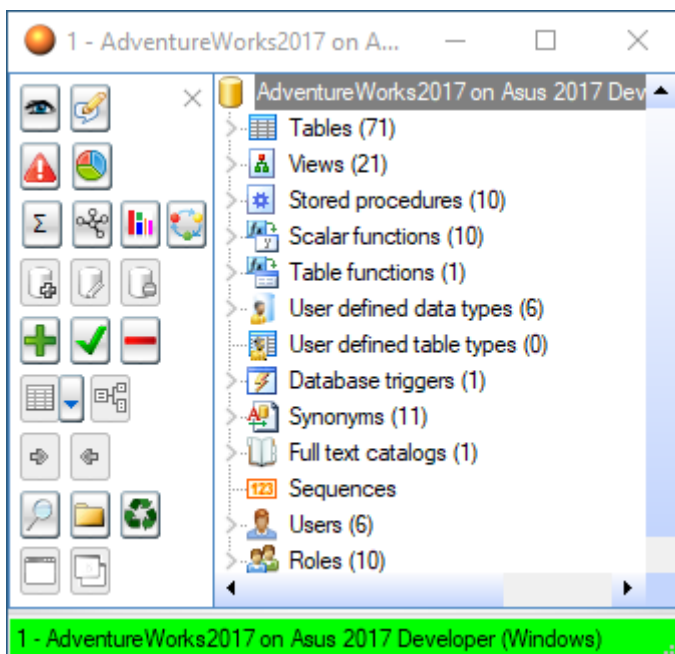 1 - AdventureWorks2017 on A...
AdventureWorks2017 on Asus 2017 Dev
Tables (71)
Views (21)
Stored procedures (10)
Scalar functions (10)
Table functions (1)
User defined data types (6)
User defined table types (0)
Database triggers (1)
Synonyms (11)
Full text catalogs (1)
123 Sequences
Users (6)
Roles (10)
Σ
1 - AdventureWorks2017 on Asus 2017 Developer (Windows)